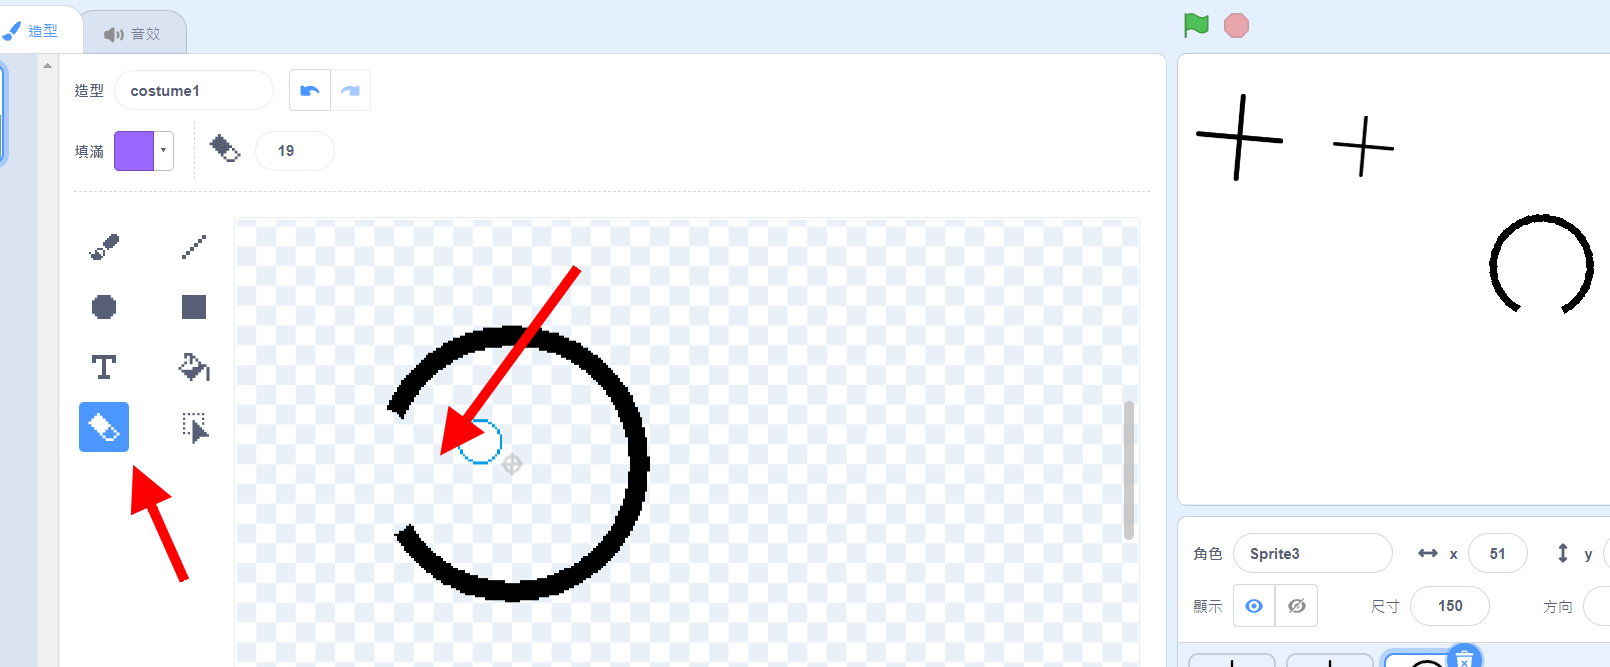 造型
音效
造型 costume1
填滿 19
T
角色 Sprite3 x 51 y
顯示 尺寸 150 方向